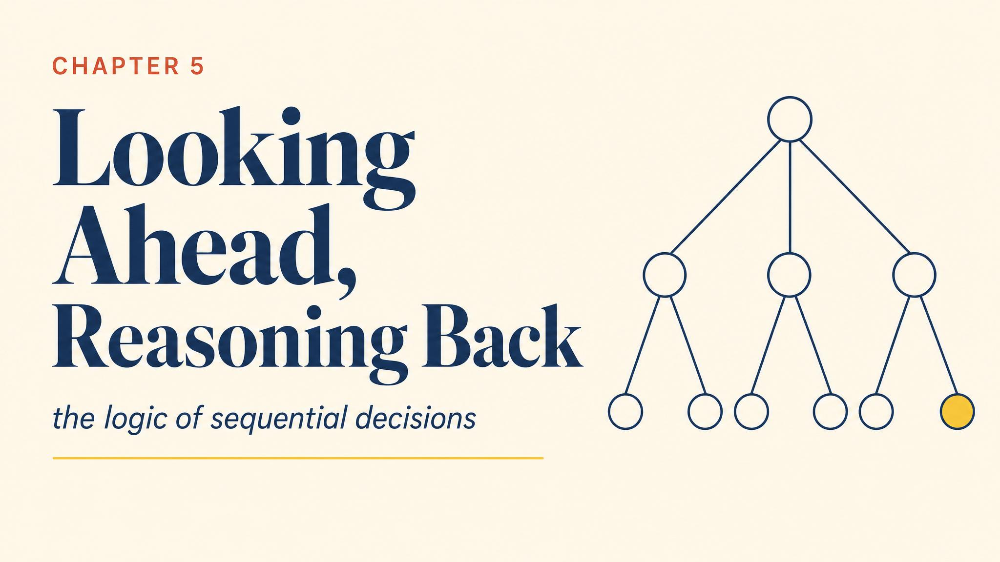 CHAPTER 5
Looking
Ahead,
Reasoning Back
the logic of sequential decisions